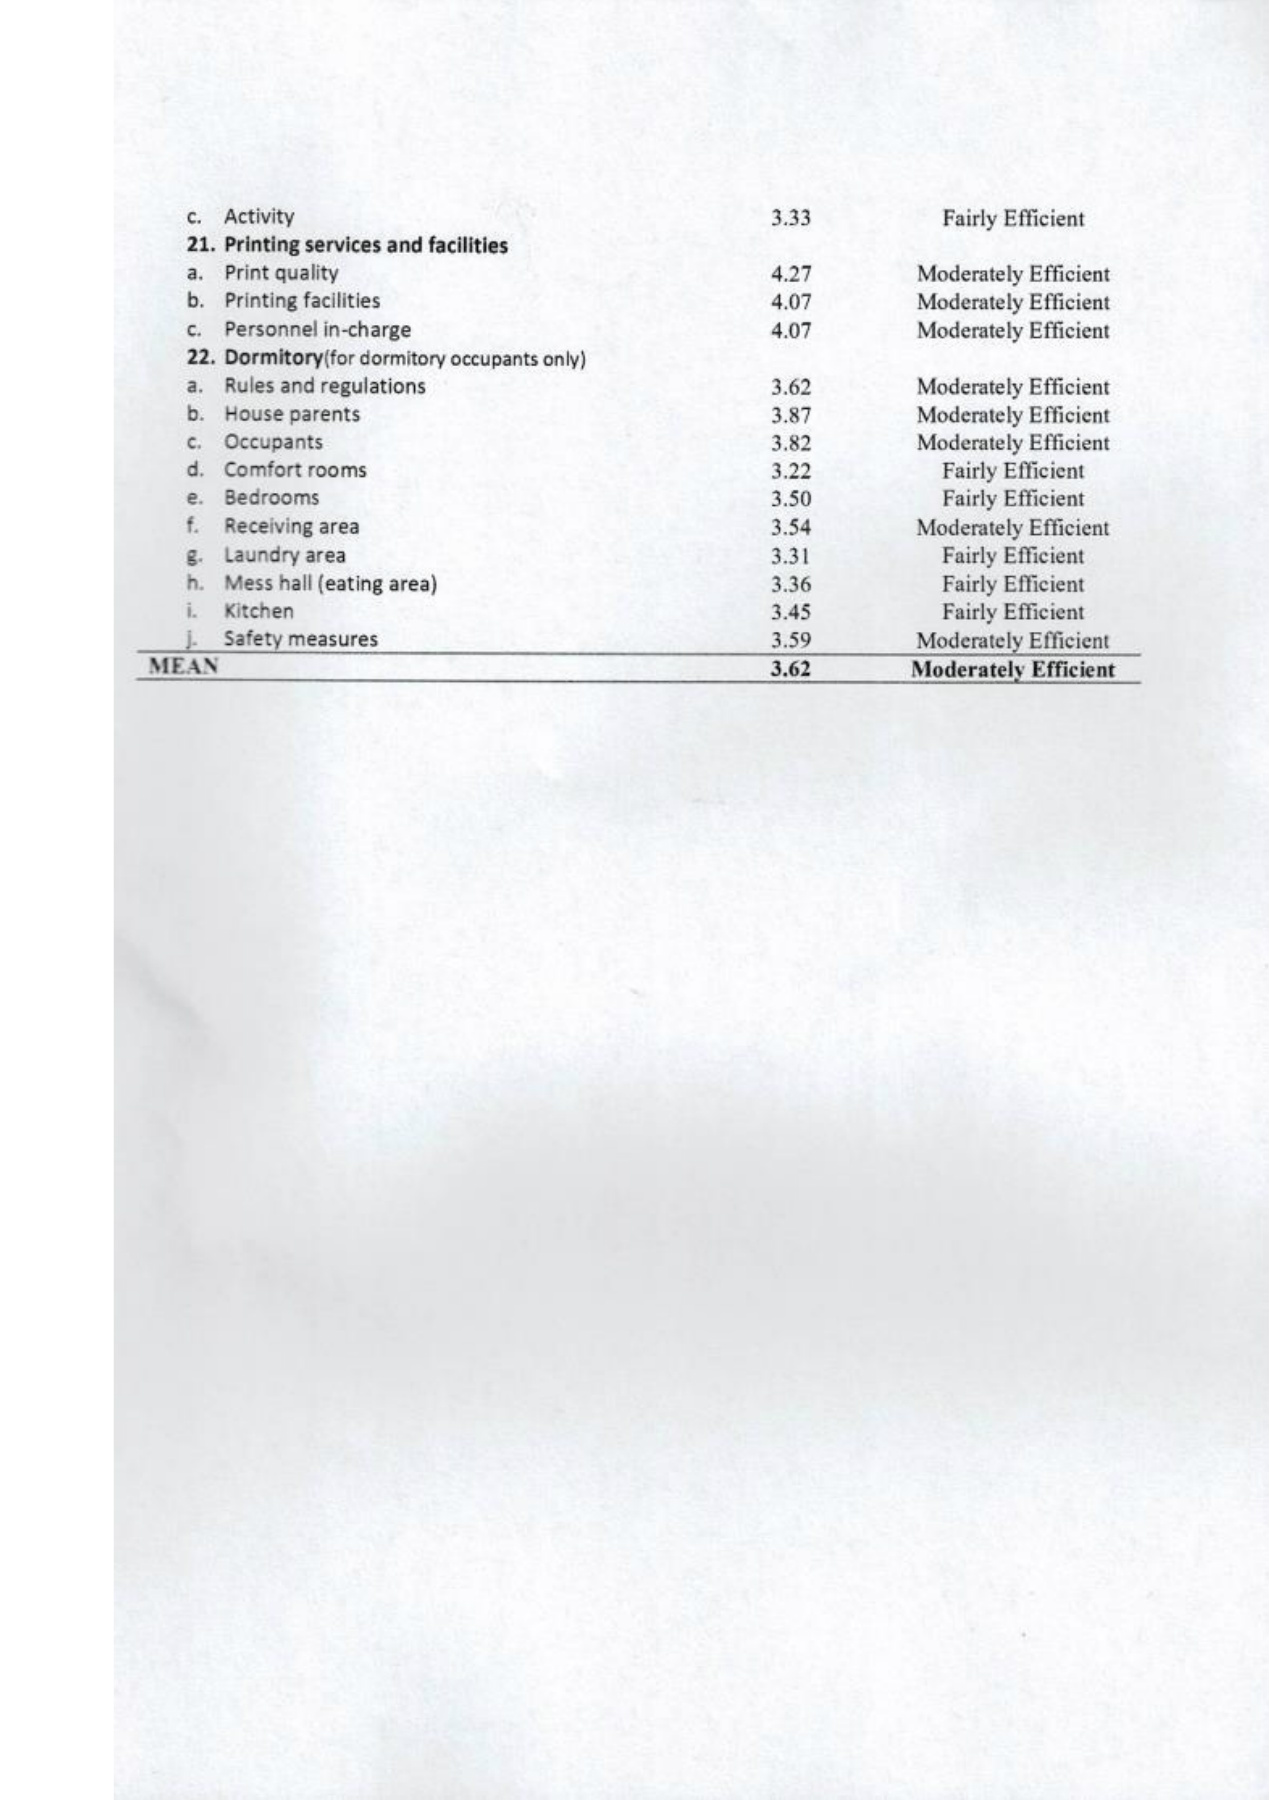 c. Activity 3.33 Fairly Efficient
21. Printing services and facilities
a. Print quality 4.27 Moderately Efficient
b. Printing facilities 4.07 Moderately Efficient
c. Personnel in-charge 4.07 Moderately Efficient
22. Dormitory(for dormitory occupants only)
a. Rules and regulations 3.62 Moderately Efficient
b. House parents 3.87 Moderately Efficient
c. Occupants 3.82 Moderately Efficient
d. Comfort rooms 3.22 Fairly Efficient
e. Bedrooms 3.50 Fairly Efficient
f. Receiving area 3.54 Moderately Efficient
g. Laundry area 3.31 Fairly Efficient
h. Mess hall (eating area) 3.36 Fairly Efficient
i. Kitchen 3.45 Fairly Efficient
j. Safety measures 3.59 Moderately Efficient
MEAN 3.62 Moderately Efficient